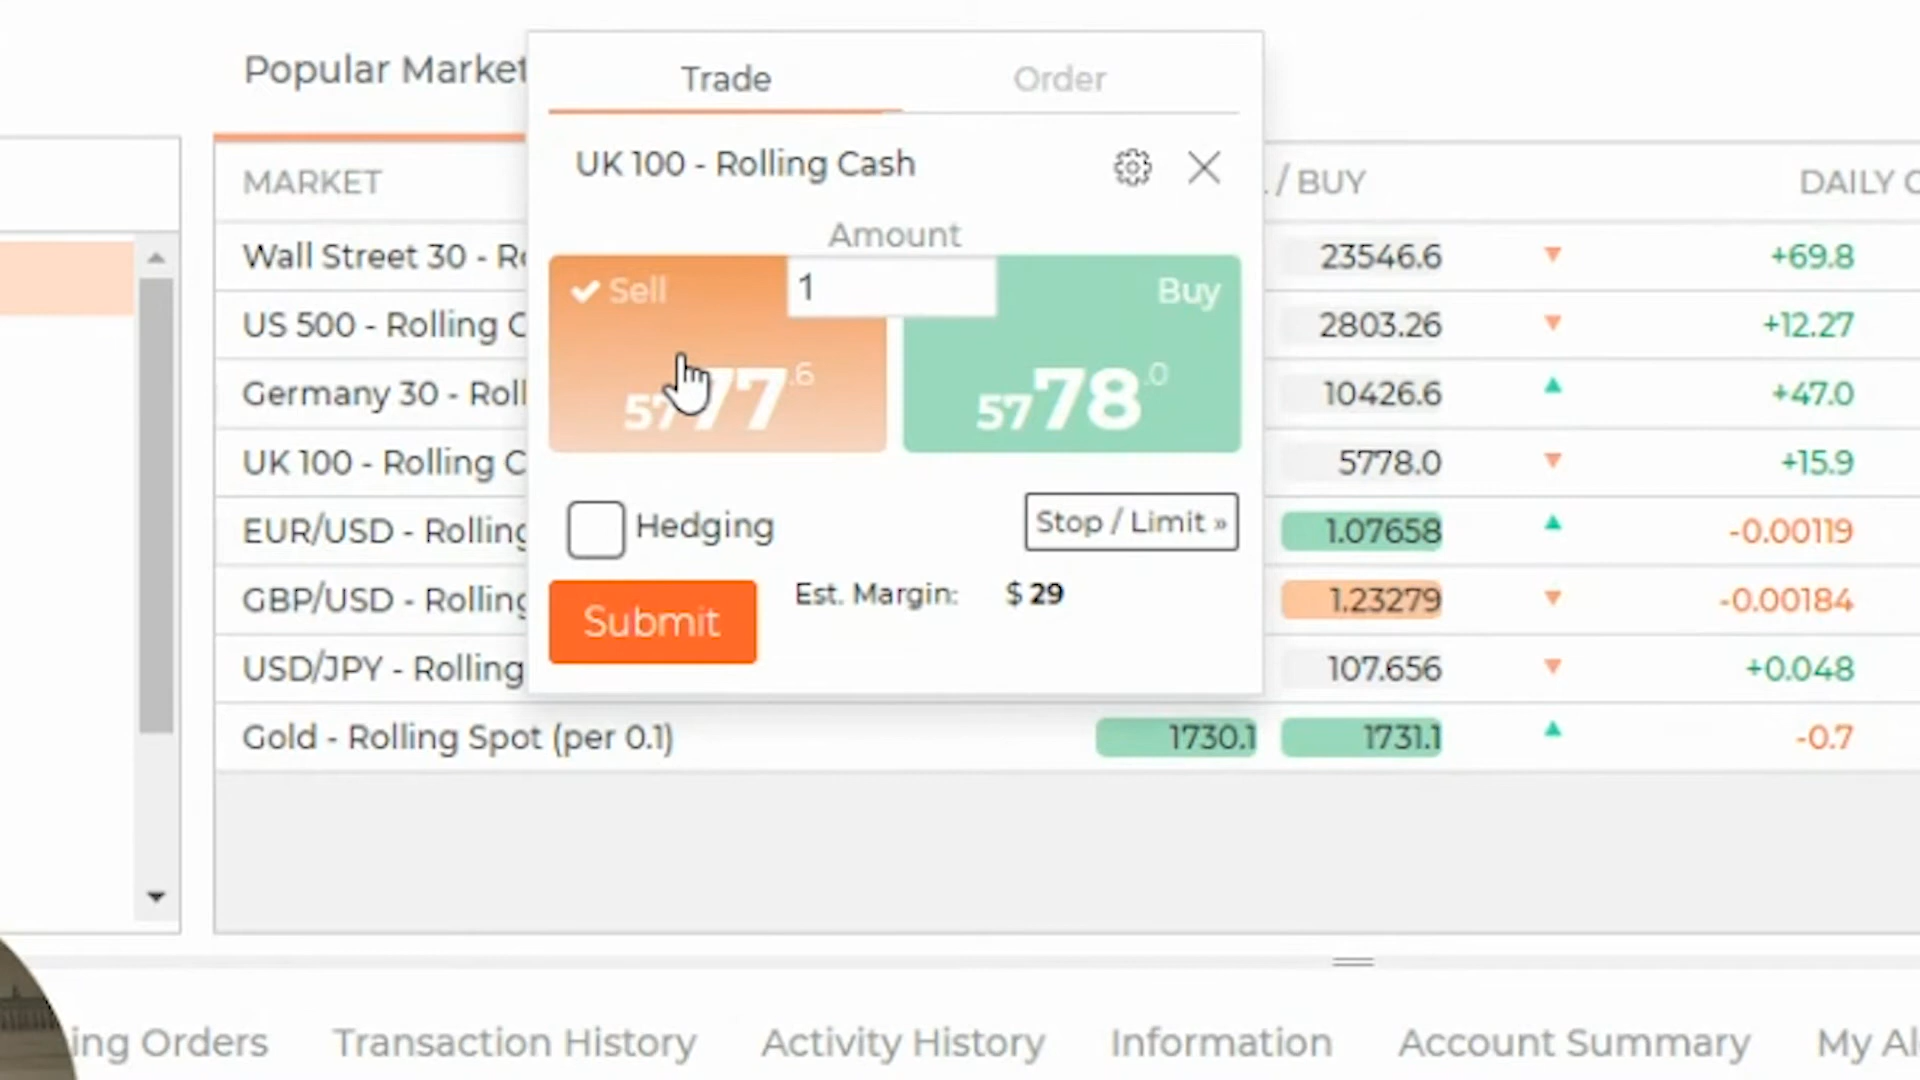 Popular Market
Trade
Order
UK 100 - Rolling Cash
MARKET
/ BUY
DAILY
Amount
Wall Street 30 -
23546.6
+69.8
Sell
1
Buy
US 500 - Rolling
2803.26
+12.27
5777.6
5778.0
Germany 30 -
10426.6
+47.0
UK 100 - Rolling
5778.0
+15.9
Hedging
Stop / Limit »
EUR/USD - Rolling
1.07658
-0.00119
Submit
Est. Margin:
$ 29
GBP/USD - Rolling
1.23279
-0.00184
USD/JPY - Rolling
107.656
+0.048
Gold - Rolling Spot (per 0.1)
1730.1
1731.1
-0.7
ing Orders
Transaction History
Activity History
Information
Account Summary
My